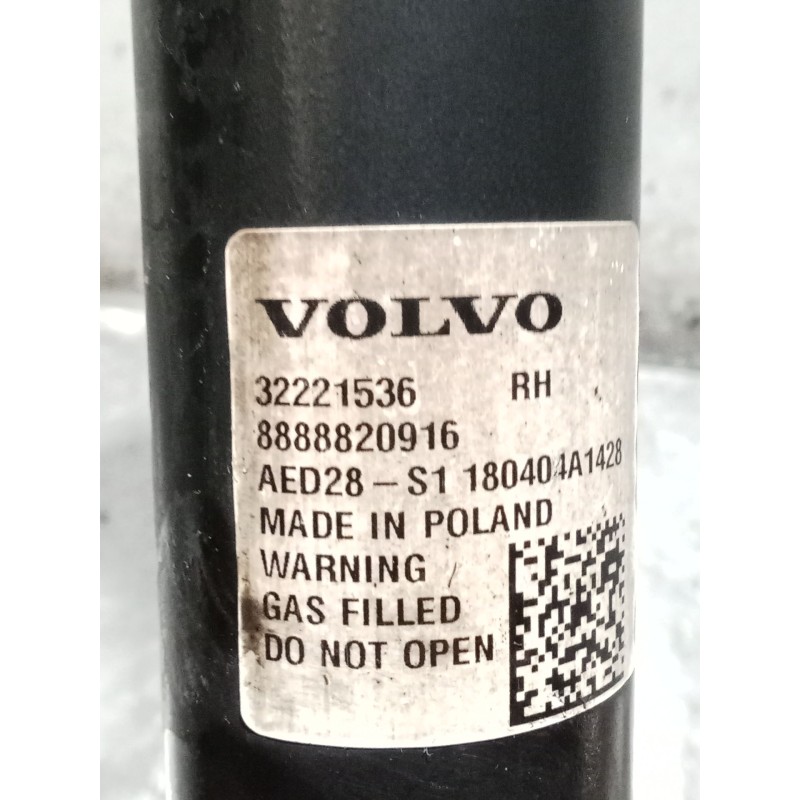 VOLVO
32221536 RH
8888820916
AED28-S1 180404A1428
MADE IN POLAND
WARNING
GAS FILLED
DO NOT OPEN